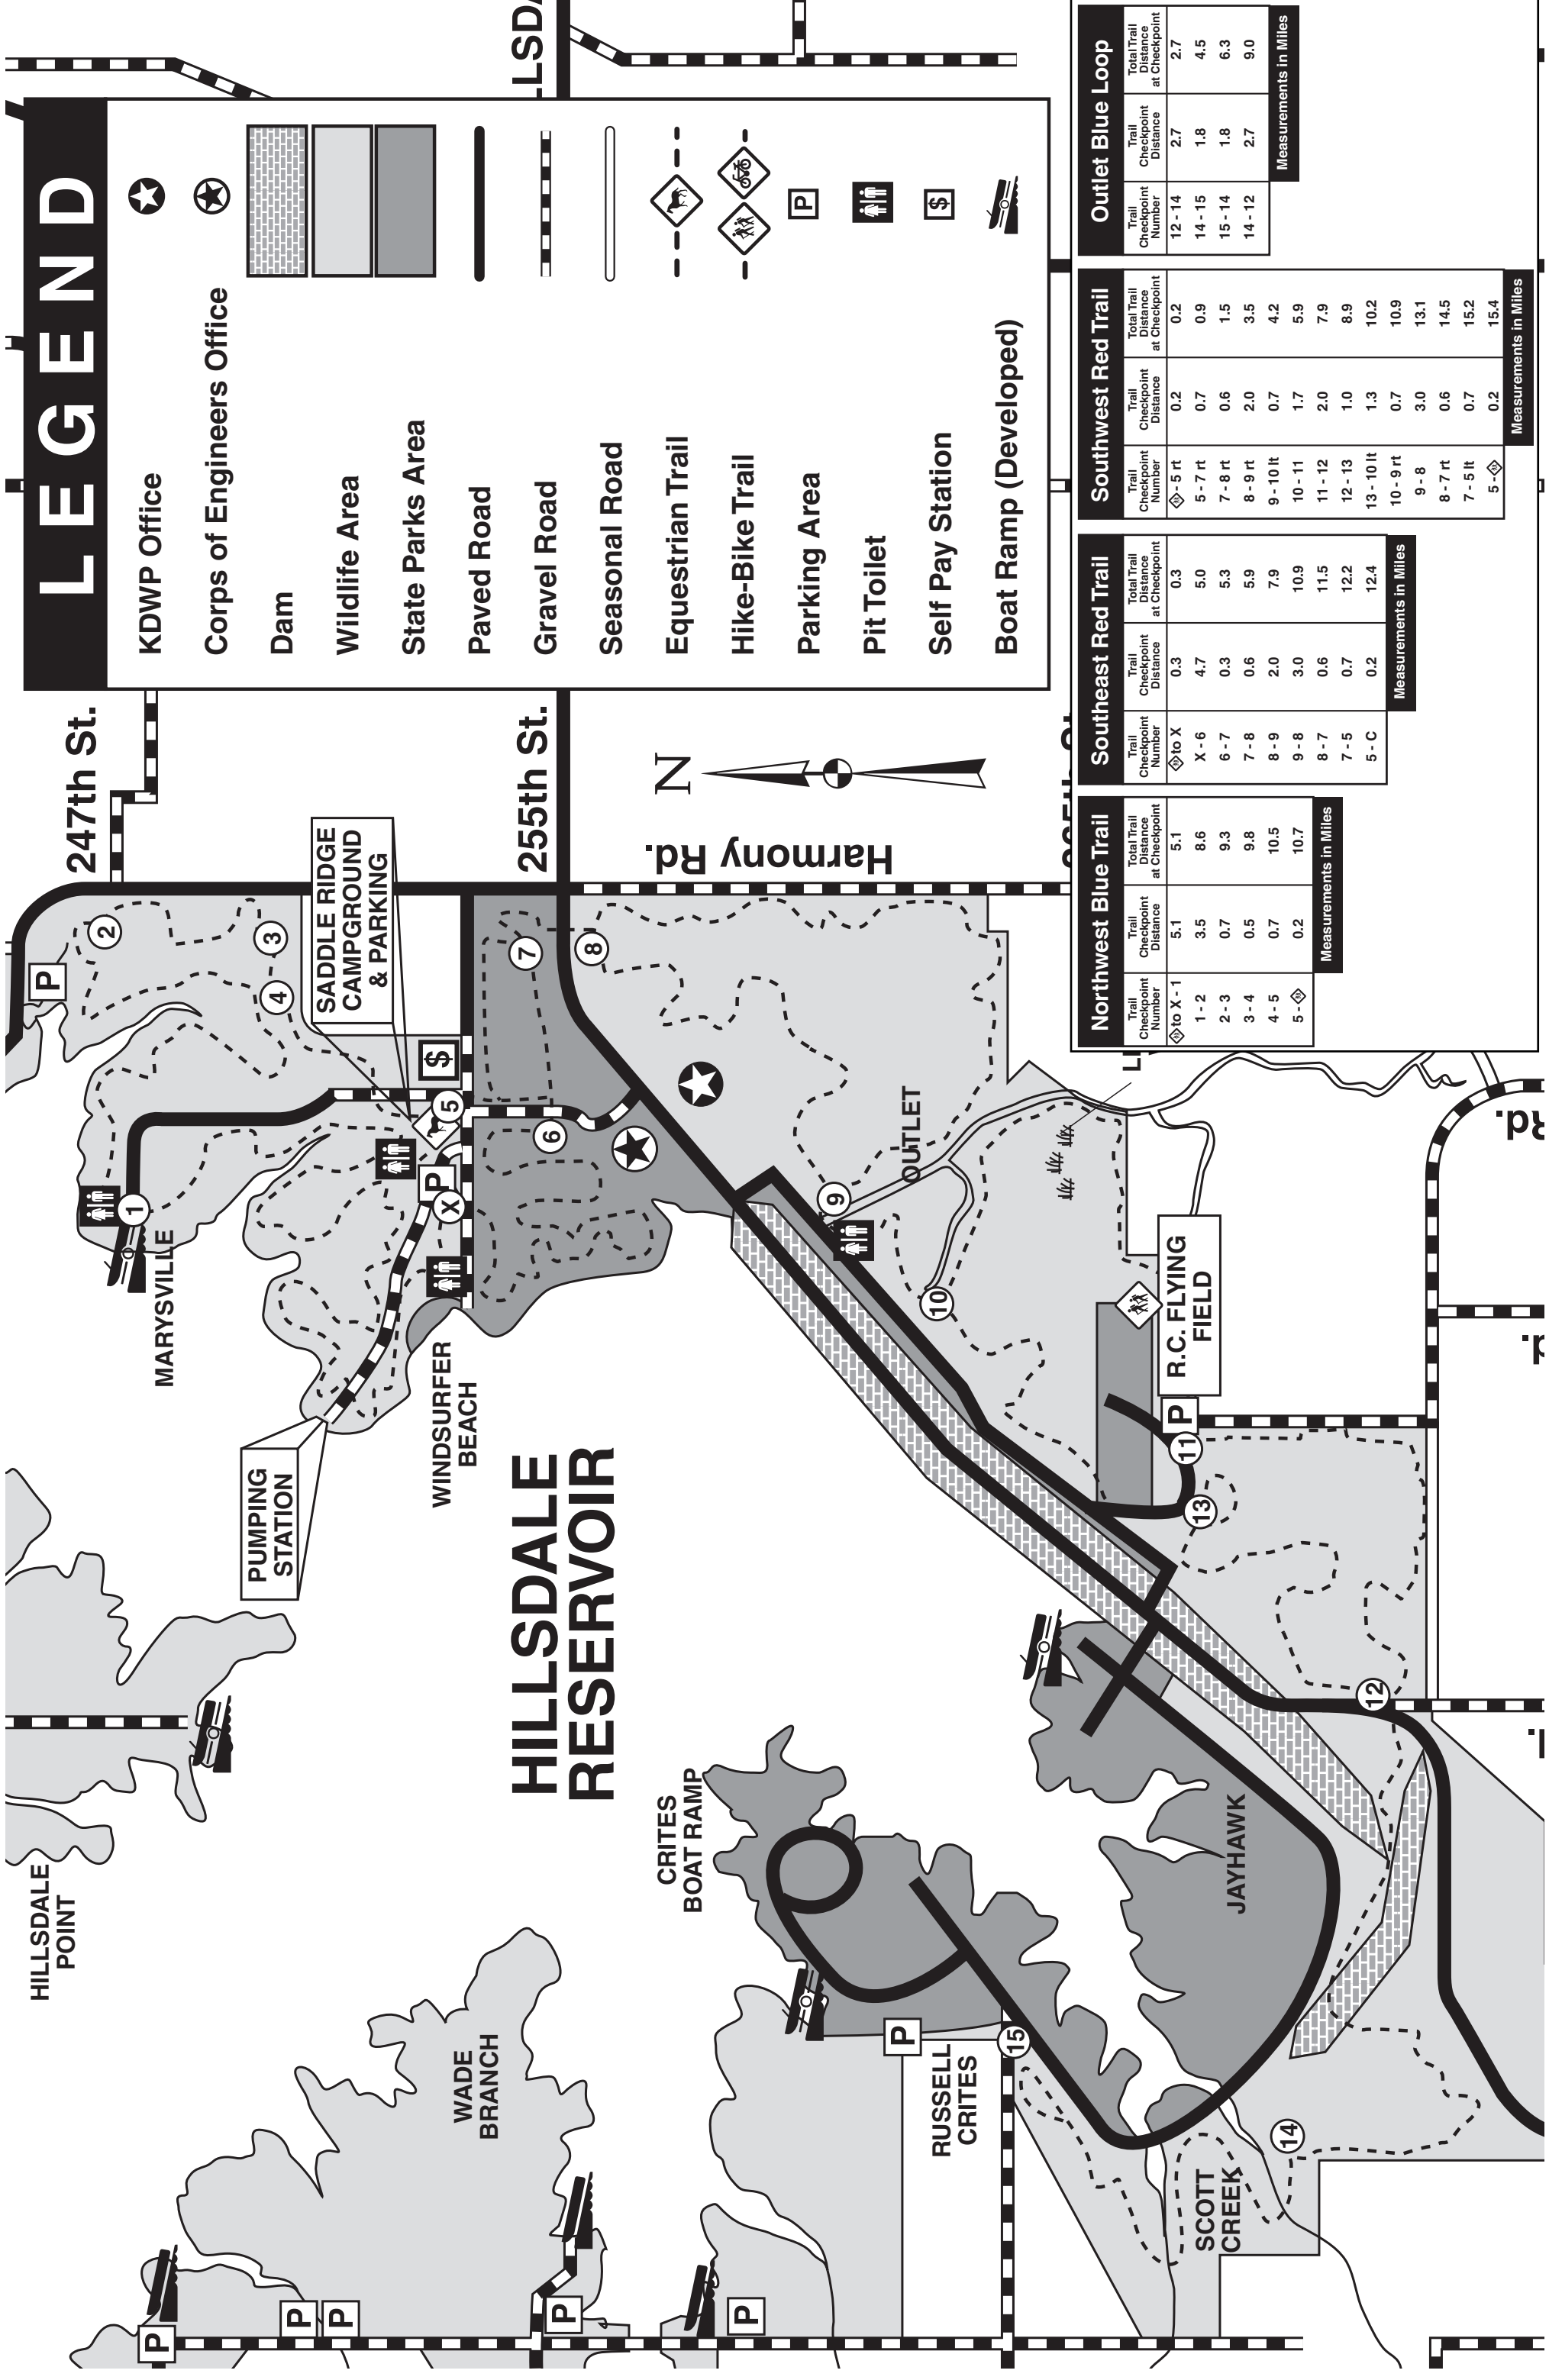 LEGEND
KDWP Office
Corps of Engineers Office
Dam
Wildlife Area
State Parks Area
Paved Road
Gravel Road
Seasonal Road
Equestrian Trail
Hike-Bike Trail
Parking Area
P
Pit Toilet
Self Pay Station
$
Boat Ramp (Developed)
247th St.
255th St.
Harmony Rd.
N
SADDLE RIDGE
CAMPGROUND
& PARKING
MARYSVILLE
PUMPING
STATION
WINDSURFER
BEACH
HILLSDALE
RESERVOIR
HILLSDALE
POINT
WADE
BRANCH
CRITES
BOAT RAMP
RUSSELL
CRITES
SCOTT
CREEK
JAYHAWK
OUTLET
R.C. FLYING
FIELD
Rd.
P
P
P
P
P
P
P
P
P
$
1
2
3
4
5
6
7
8
9
10
11
12
13
14
15
X
Northwest Blue Trail
Trail Checkpoint Number
Trail Checkpoint Distance
Total Trail Distance at Checkpoint
to X - 1 5.1 5.1
1 - 2 3.5 8.6
2 - 3 0.7 9.3
3 - 4 0.5 9.8
4 - 5 0.7 10.5
5 - 0.2 10.7
Measurements in Miles
Southeast Red Trail
Trail Checkpoint Number
Trail Checkpoint Distance
Total Trail Distance at Checkpoint
to X 0.3 0.3
X - 6 4.7 5.0
6 - 7 0.3 5.3
7 - 8 0.6 5.9
8 - 9 2.0 7.9
9 - 8 3.0 10.9
8 - 7 0.6 11.5
7 - 5 0.7 12.2
5 - C 0.2 12.4
Measurements in Miles
Southwest Red Trail
Trail Checkpoint Number
Trail Checkpoint Distance
Total Trail Distance at Checkpoint
- 5 rt 0.2 0.2
5 - 7 rt 0.7 0.9
7 - 8 rt 0.6 1.5
8 - 9 rt 2.0 3.5
9 - 10 lt 0.7 4.2
10 - 11 1.7 5.9
11 - 12 2.0 7.9
12 - 13 1.0 8.9
13 - 10 lt 1.3 10.2
10 - 9 rt 0.7 10.9
9 - 8 3.0 13.1
8 - 7 rt 0.6 14.5
7 - 5 lt 0.7 15.2
5 - 0.2 15.4
Measurements in Miles
Outlet Blue Loop
Trail Checkpoint Number
Trail Checkpoint Distance
Total Trail Distance at Checkpoint
12 - 14 2.7 2.7
14 - 15 1.8 4.5
15 - 14 1.8 6.3
14 - 12 2.7 9.0
Measurements in Miles